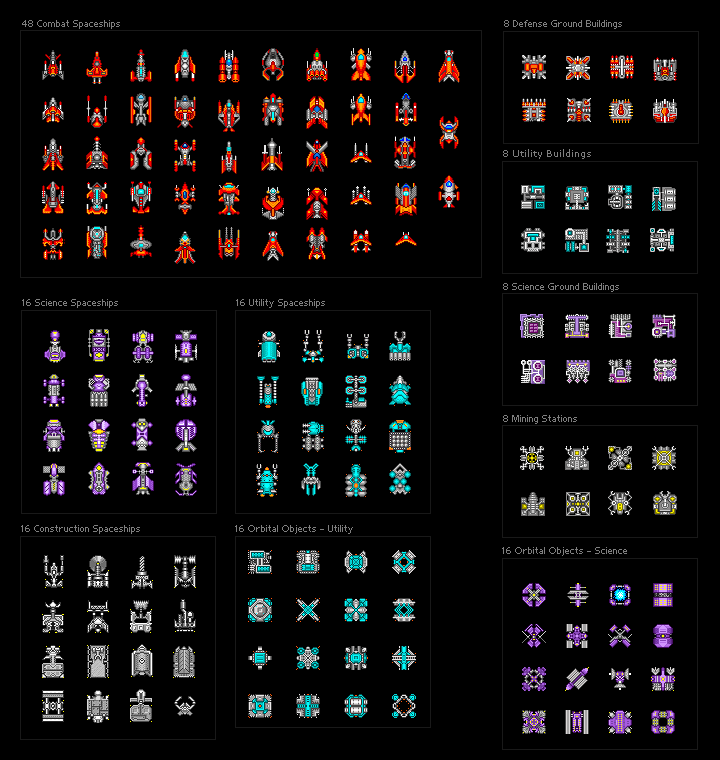 48 Combat Spaceships
8 Defense Ground Buildings
8 Utility Buildings
8 Science Ground Buildings
16 Science Spaceships
16 Utility Spaceships
8 Mining Stations
16 Construction Spaceships
16 Orbital Objects - Utility
16 Orbital Objects - Science